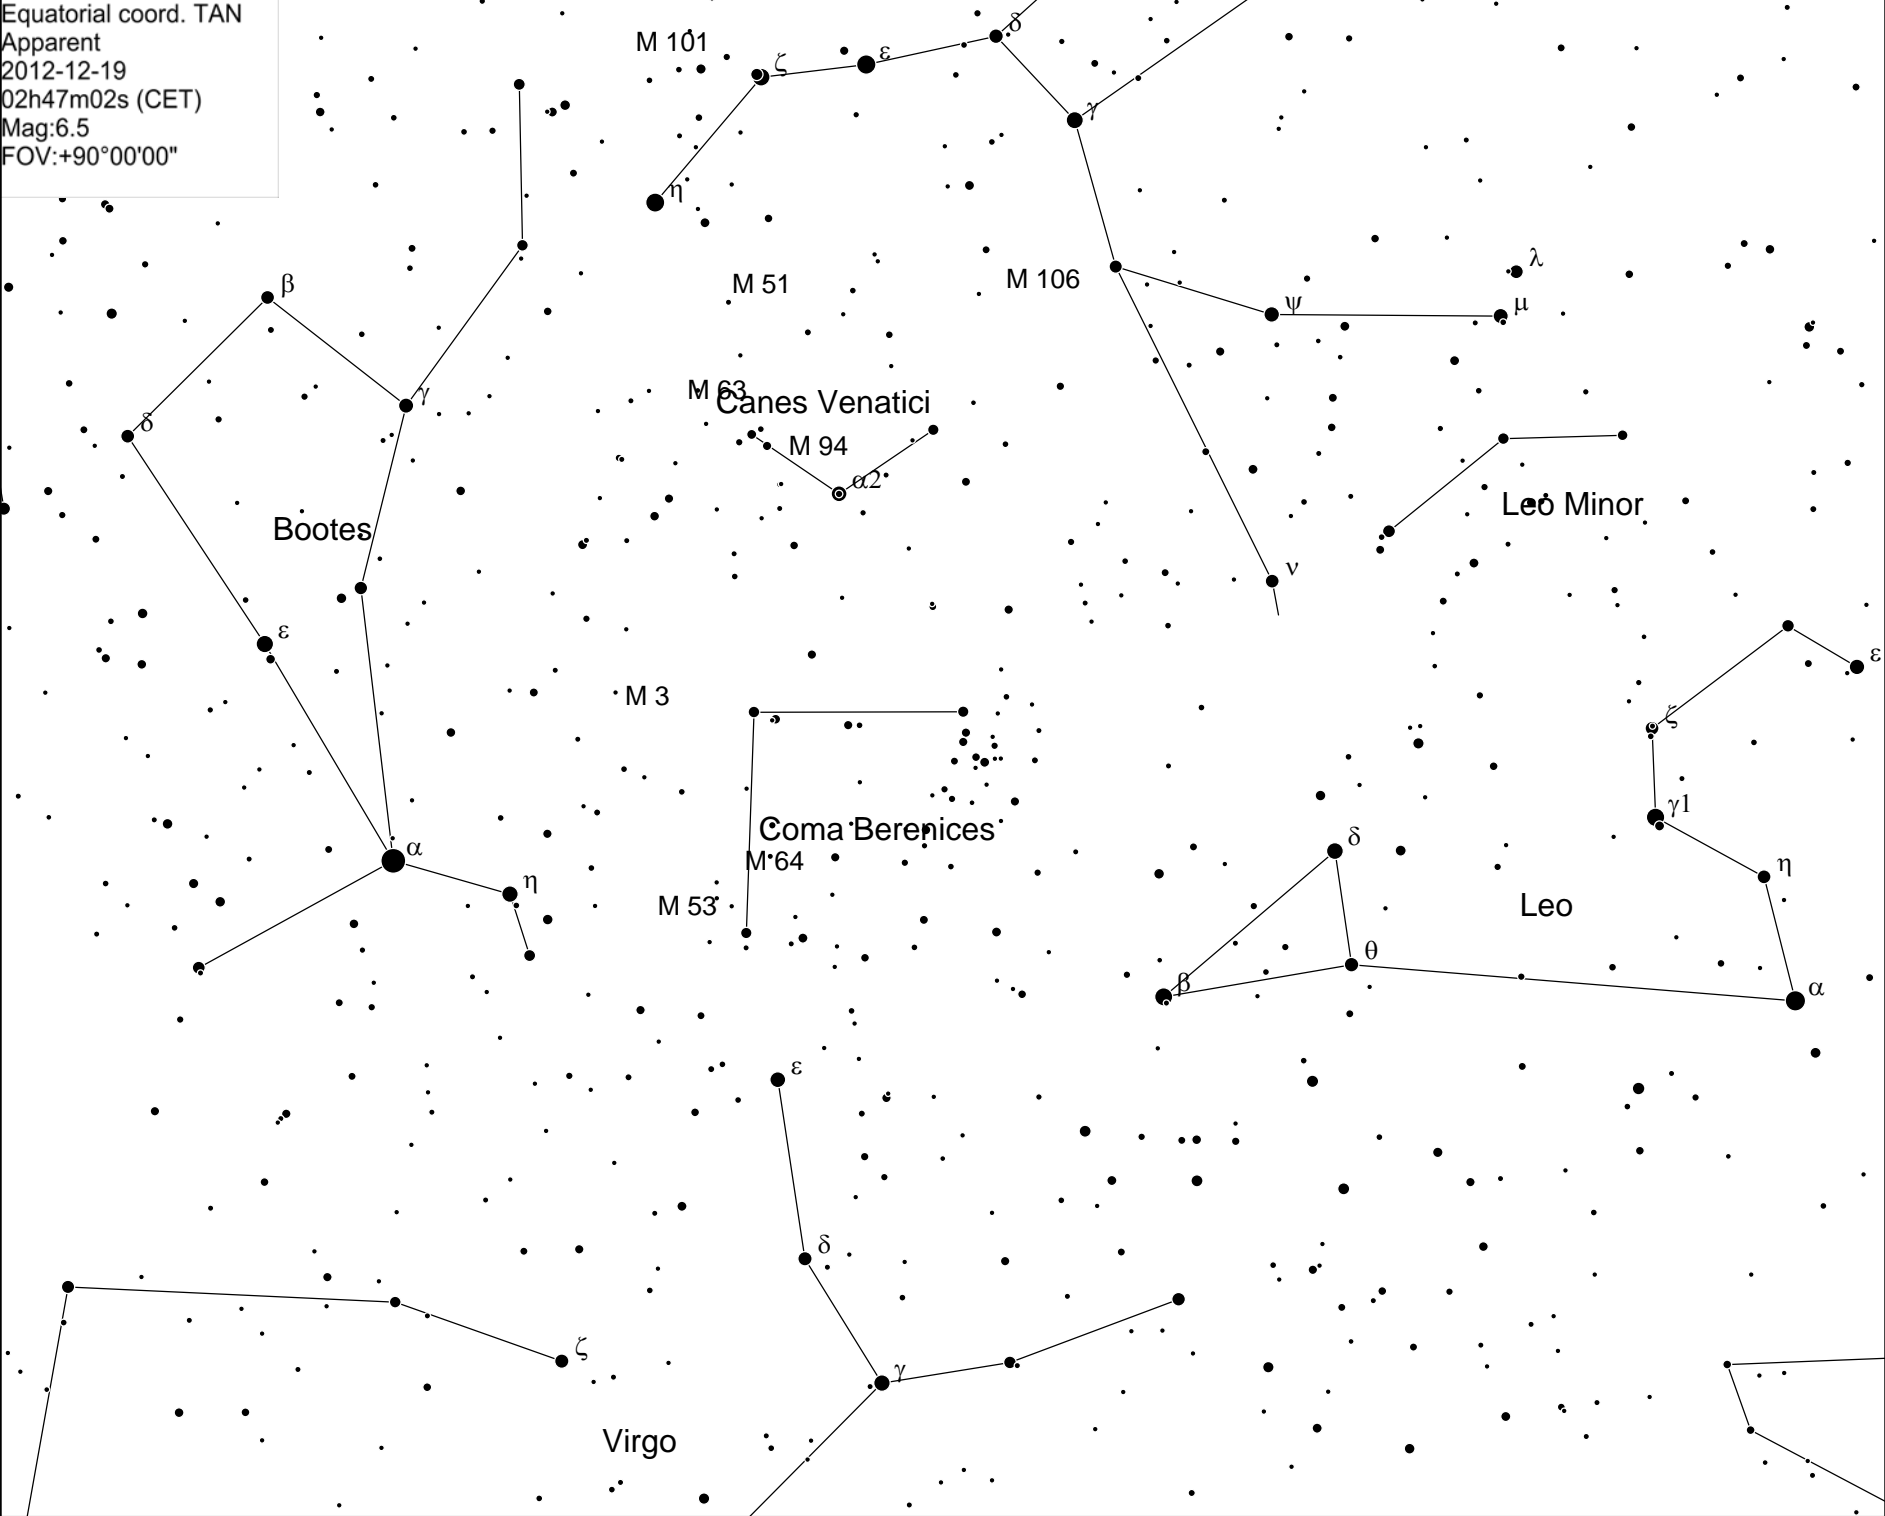 Equatorial coord. TAN
Apparent
2012-12-19
02h47m02s (CET)
Mag:6.5
FOV:+90°00'00"
δ
M 101
ζ
ε
γ
η
λ
M 51
M 106
β
ψ
μ
M 63
γ
Canes Venatici
δ
M 94
α2
Leo Minor
Bootes
ν
ε
ε
M 3
ζ
γ1
Coma Berenices
δ
α
M 64
η
η
M 53
Leo
θ
β
α
ε
δ
ζ
γ
Virgo